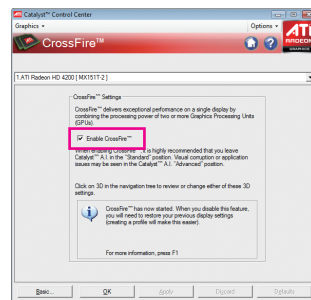 Catalyst™ Control Center
Graphics
Options
ATI
RADEON
GRAPHICS
CrossFire™
1.ATI Radeon HD 4200 [ MX151T-2 ]
CrossFire™ Settings
CrossFire™ delivers exceptional performance on a single display by
combining the processing power of two or more Graphics Processing Units
(GPUs).
Enable CrossFire™
When enabling CrossFire™, it is highly recommended that you leave
Catalyst™ A.I. in the "Standard" position. Visual corruption or application
issues may be seen in the Catalyst™ A.I. "Advanced" position.
Click on 3D in the navigation tree to review or change either of these 3D
settings.
CrossFire™ has now started. When you disable this feature,
you will need to restore your previous display settings
(creating a profile will make this easier).
For more information, press F1
Basic...
OK
Apply
Discard
Defaults